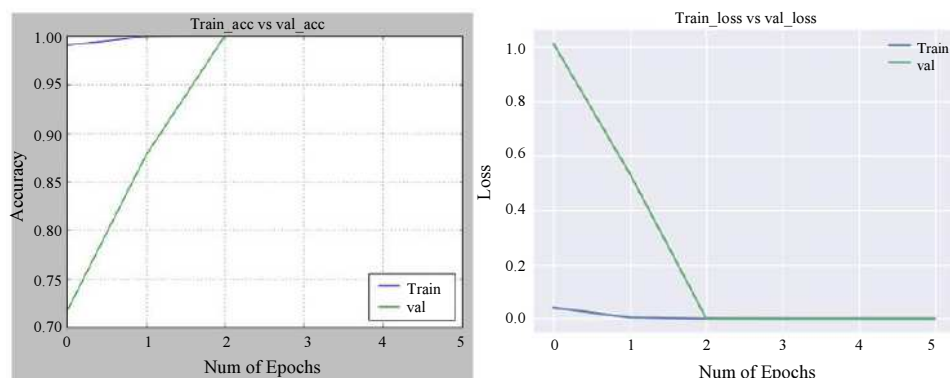 Train_acc vs val_acc
1.00
0.95
0.90
0.85
0.80
0.75
0.70
Accuracy
0 1 2 3 4 5
Num of Epochs
Train
val
Train_loss vs val_loss
1.0
0.8
0.6
0.4
0.2
0.0
Loss
0 1 2 3 4 5
Num of Epochs
Train
val